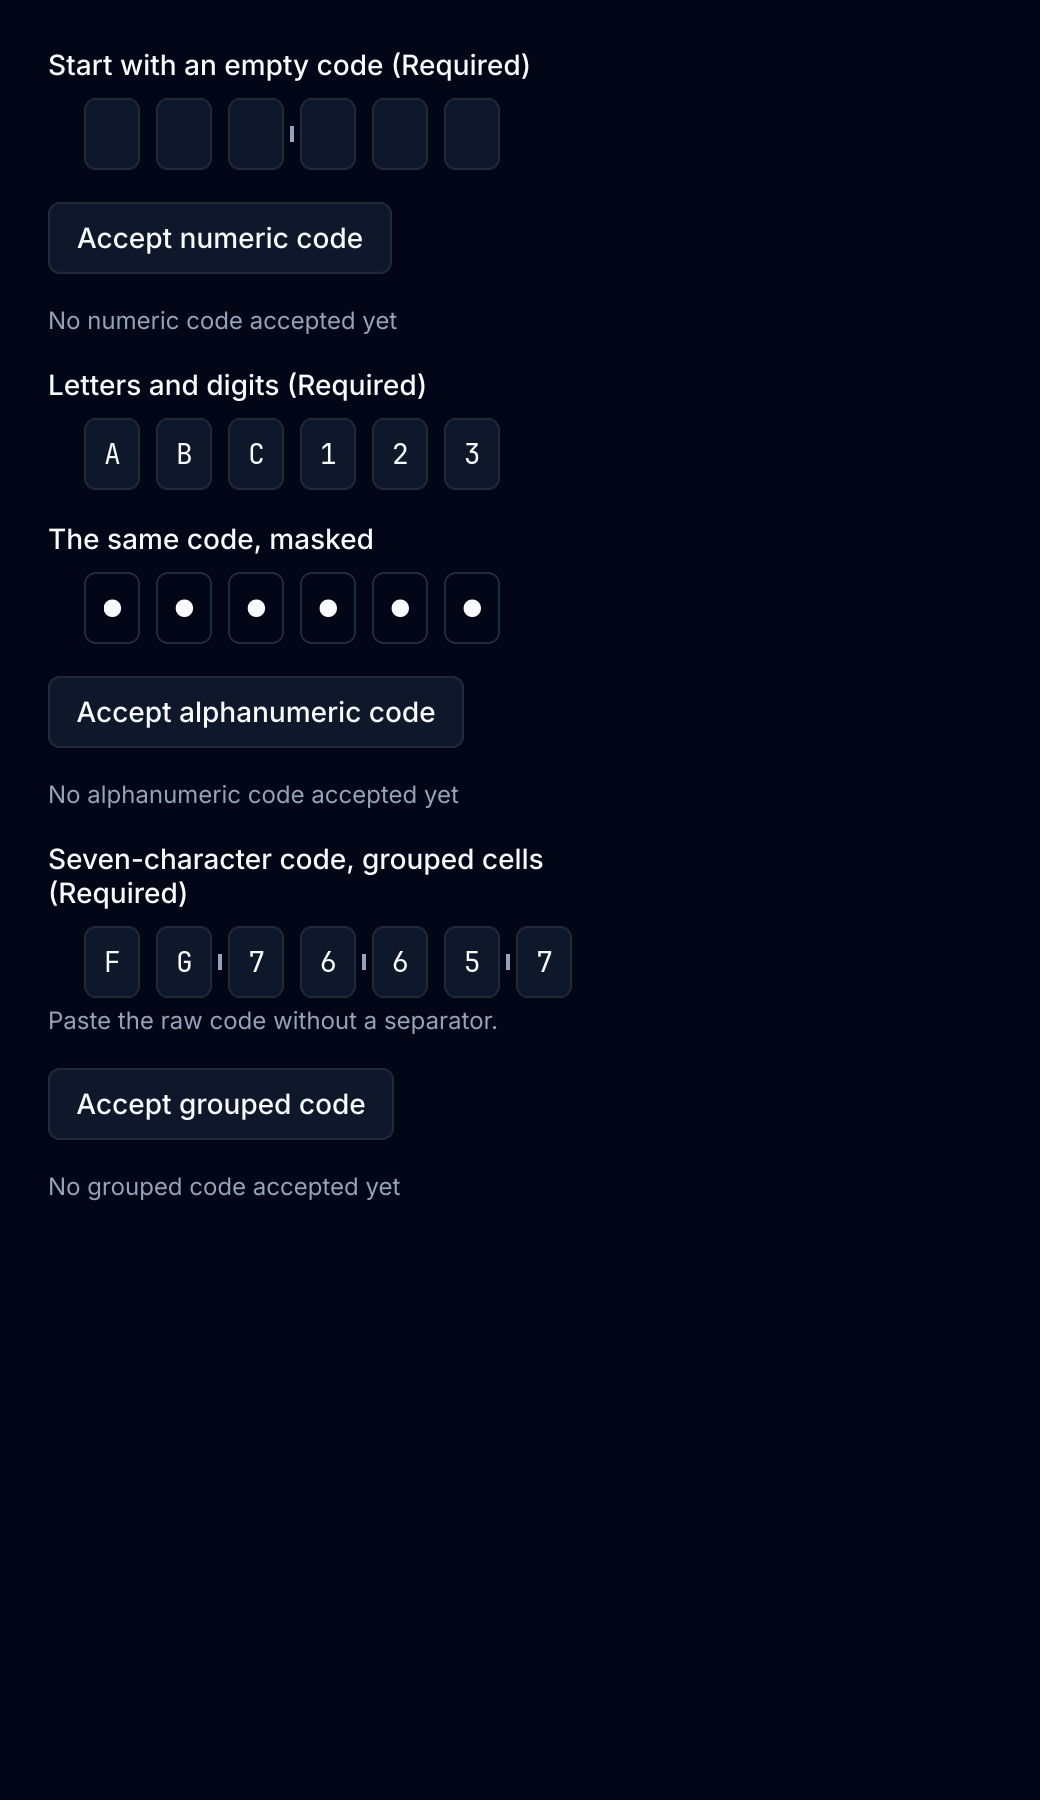 Start with an empty code (Required)
Accept numeric code
No numeric code accepted yet
Letters and digits (Required)
A B C 1 2 3
The same code, masked
● ● ● ● ● ●
Accept alphanumeric code
No alphanumeric code accepted yet
Seven-character code, grouped cells
(Required)
F G 7 6 6 5 7
Paste the raw code without a separator.
Accept grouped code
No grouped code accepted yet